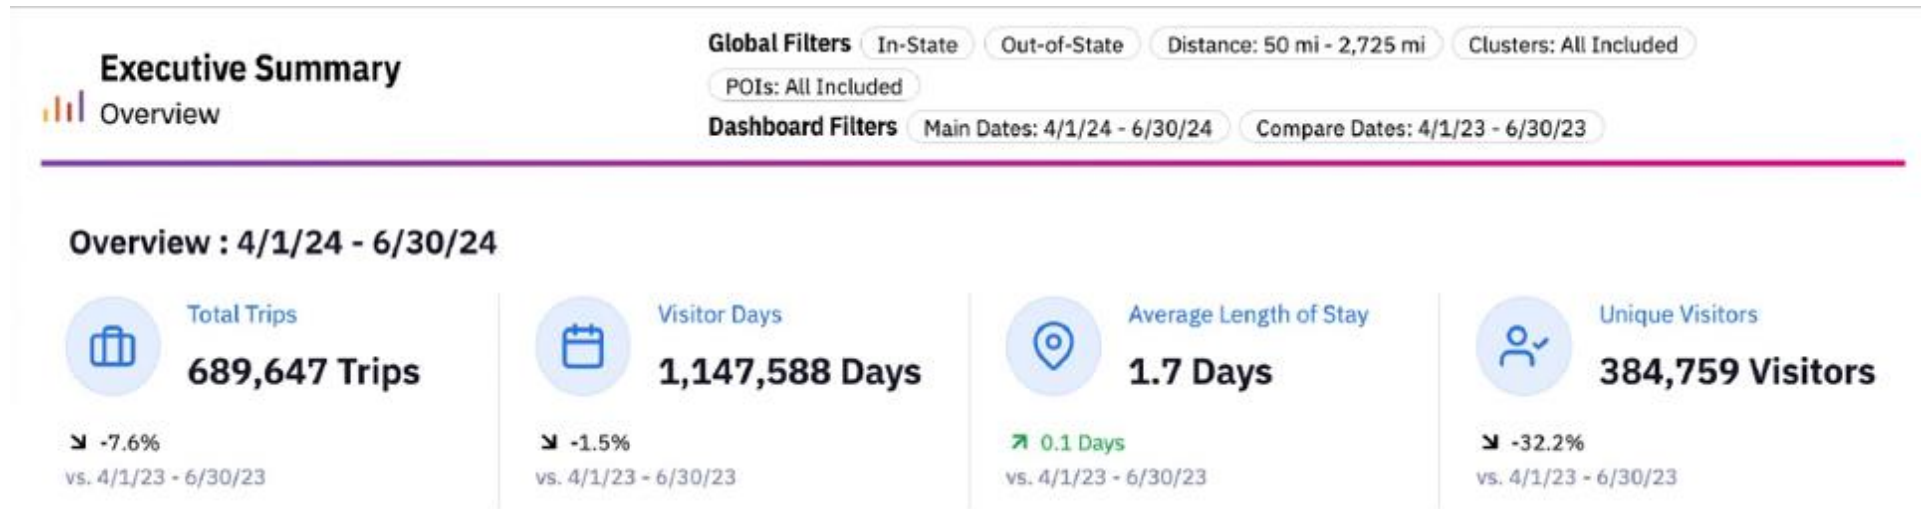 Executive Summary
Overview
Global Filters In-State Out-of-State Distance: 50 mi - 2,725 mi Clusters: All Included
POIs: All Included
Dashboard Filters Main Dates: 4/1/24 - 6/30/24 Compare Dates: 4/1/23 - 6/30/23
Overview : 4/1/24 - 6/30/24
Total Trips
689,647 Trips
↘ -7.6%
vs. 4/1/23 - 6/30/23
Visitor Days
1,147,588 Days
↘ -1.5%
vs. 4/1/23 - 6/30/23
Average Length of Stay
1.7 Days
↗ 0.1 Days
vs. 4/1/23 - 6/30/23
Unique Visitors
384,759 Visitors
↘ -32.2%
vs. 4/1/23 - 6/30/23